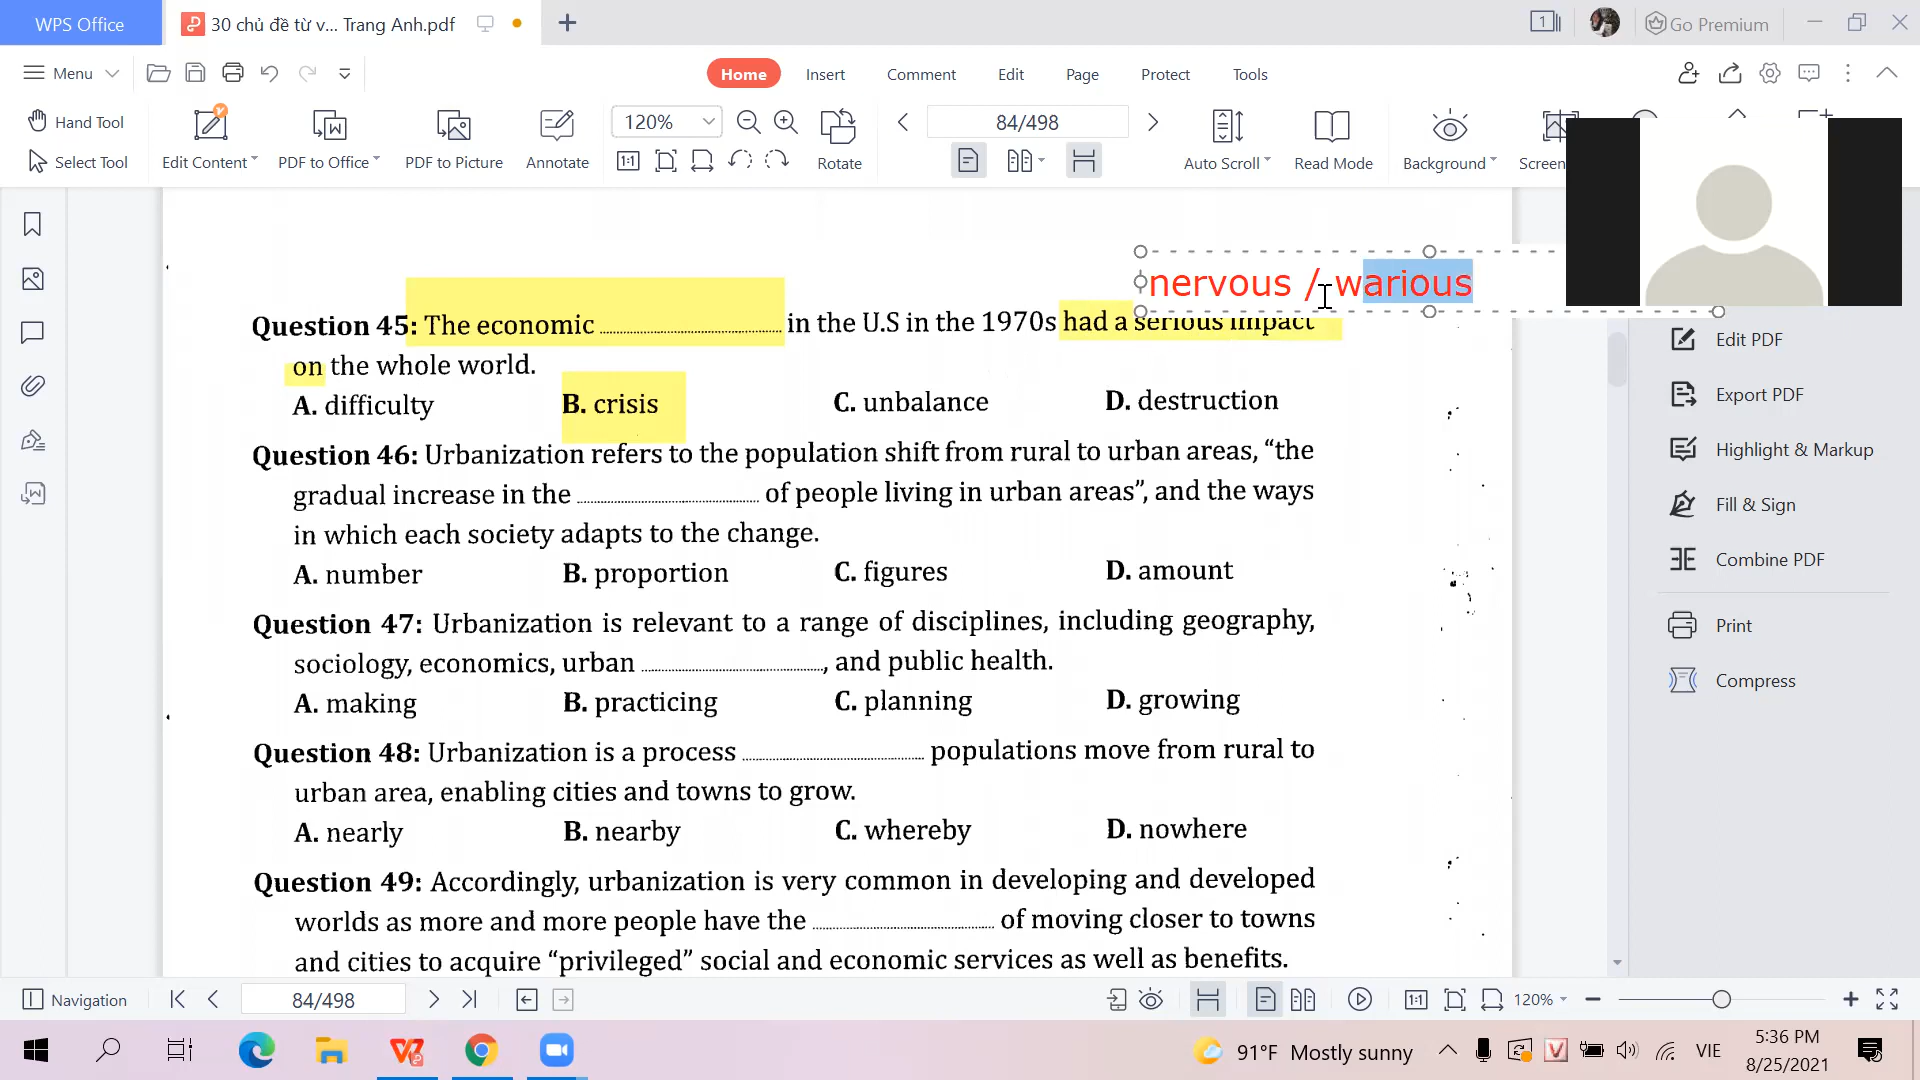 WPS Office
30 chủ đề từ v... Trang Anh.pdf
1
Go Premium
Menu
Home
Insert
Comment
Edit
Page
Protect
Tools
Hand Tool
Select Tool
Edit Content
PDF to Office
PDF to Picture
Annotate
120%
1:1
Rotate
84/498
Auto Scroll
Read Mode
Background
Screen
nervous / warious
Question 45: The economic .............................. in the U.S in the 1970s had a serious impact
on the whole world.
A. difficulty
B. crisis
C. unbalance
D. destruction
Question 46: Urbanization refers to the population shift from rural to urban areas, “the
gradual increase in the .............................. of people living in urban areas”, and the ways
in which each society adapts to the change.
A. number
B. proportion
C. figures
D. amount
Question 47: Urbanization is relevant to a range of disciplines, including geography,
sociology, economics, urban .............................., and public health.
A. making
B. practicing
C. planning
D. growing
Question 48: Urbanization is a process .............................. populations move from rural to
urban area, enabling cities and towns to grow.
A. nearly
B. nearby
C. whereby
D. nowhere
Question 49: Accordingly, urbanization is very common in developing and developed
worlds as more and more people have the .............................. of moving closer to towns
and cities to acquire “privileged” social and economic services as well as benefits.
Edit PDF
Export PDF
Highlight & Markup
Fill & Sign
Combine PDF
Print
Compress
Navigation
84/498
1:1
120%
91°F Mostly sunny
VIE
5:36 PM
8/25/2021